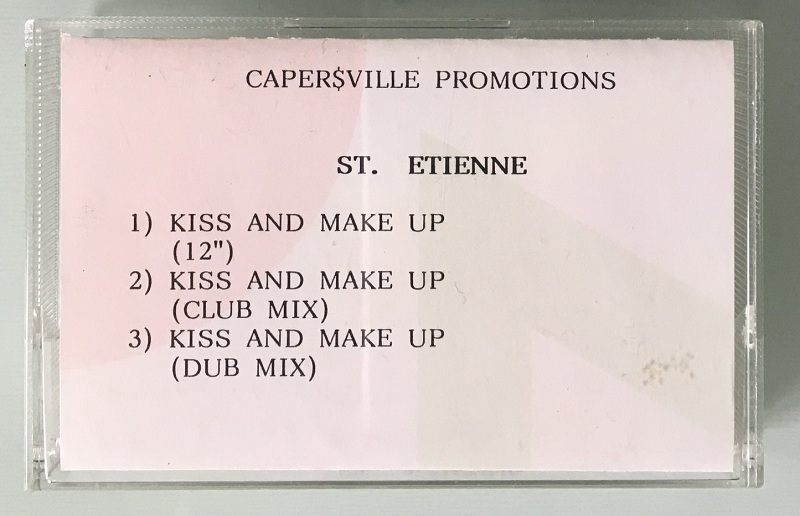 CAPER$VILLE PROMOTIONS
ST. ETIENNE
1) KISS AND MAKE UP
(12")
2) KISS AND MAKE UP
(CLUB MIX)
3) KISS AND MAKE UP
(DUB MIX)